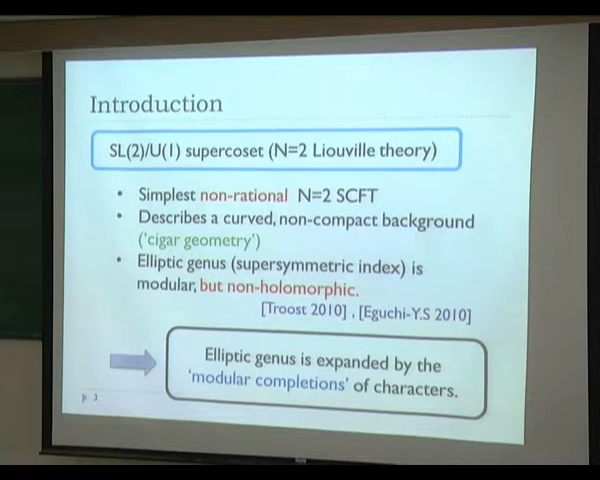 Introduction
SL(2)/U(1) supercoset (N=2 Liouville theory)
• Simplest non-rational N=2 SCFT
• Describes a curved, non-compact background
('cigar geometry')
• Elliptic genus (supersymmetric index) is
modular, but non-holomorphic.
[Troost 2010] , [Eguchi-Y.S 2010]
Elliptic genus is expanded by the
'modular completions' of characters.
3